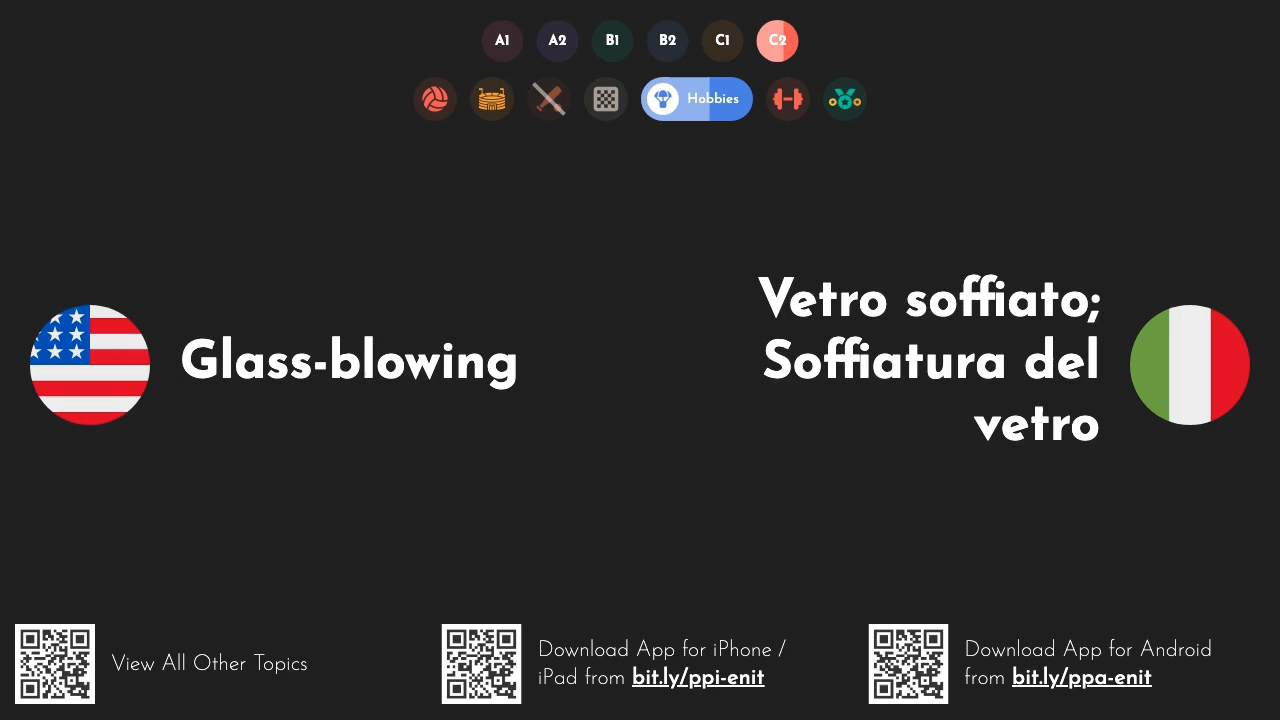 A1 A2 B1 B2 C1 C2
Hobbies
Glass-blowing
Vetro soffiato;
Soffiatura del
vetro
View All Other Topics
Download App for iPhone /
iPad from bit.ly/ppi-enit
Download App for Android
from bit.ly/ppa-enit